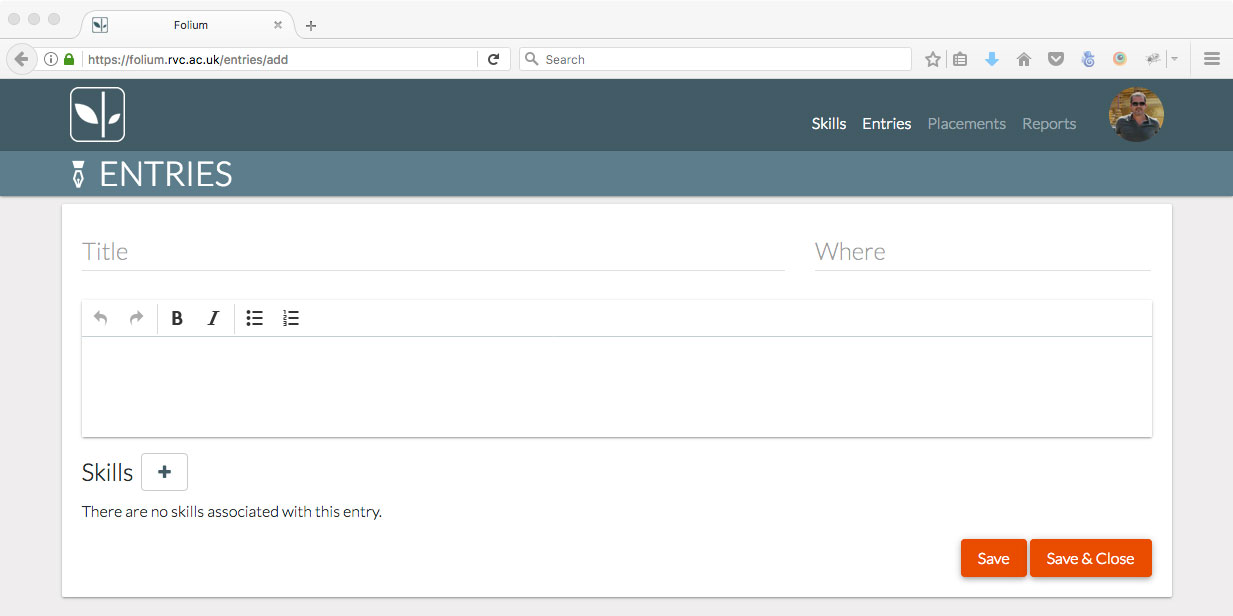 Folium
https://folium.rvc.ac.uk/entries/add
Search
Skills Entries Placements Reports
ENTRIES
Title Where
B I
Skills +
There are no skills associated with this entry.
Save Save & Close